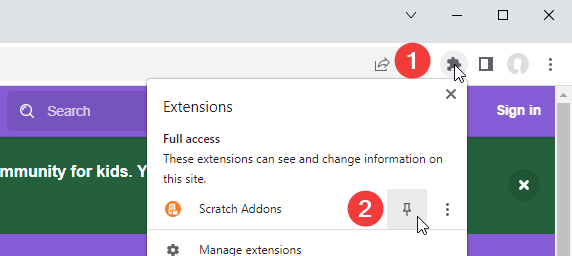 1
Extensions
Search
Sign in
Full access
These extensions can see and change information on
this site.
mmunity for kids. Y
Scratch Addons
2
Manage extensions